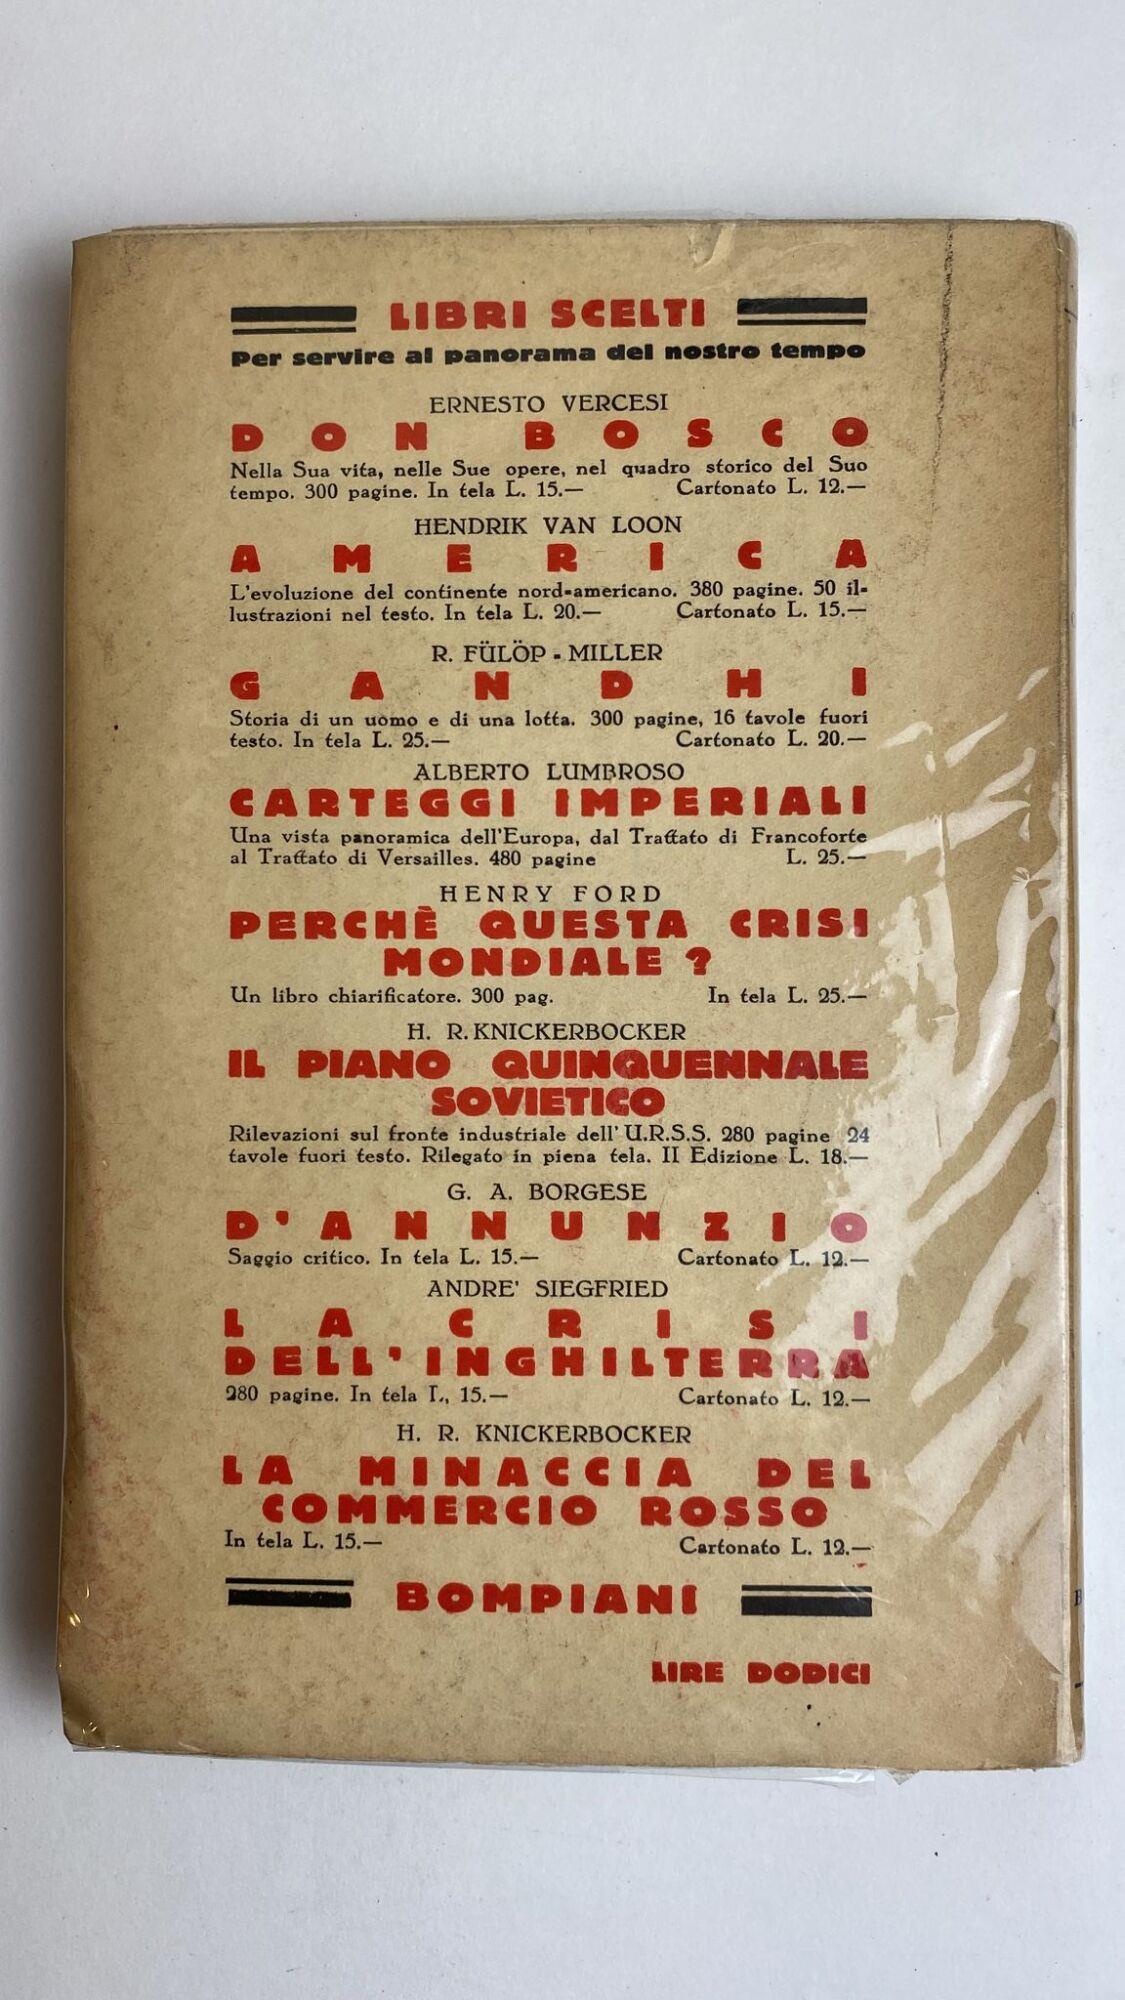 LIBRI SCELTI
Per servire al panorama del nostro tempo
ERNESTO VERCESI
DON BOSCO
Nella Sua vita, nelle Sue opere, nel quadro storico del Suo
tempo. 300 pagine. In tela L. 15.— Cartonato L. 12.—
HENDRIK VAN LOON
AMERICA
L'evoluzione del continente nord-americano. 380 pagine. 50 il-
lustrazioni nel testo. In tela L. 20.— Cartonato L. 15.—
R. FÜLÖP - MILLER
GANDHI
Storia di un uomo e di una lotta. 300 pagine, 16 tavole fuori
testo. In tela L. 25.— Cartonato L. 20.—
ALBERTO LUMBROSO
CARTEGGI IMPERIALI
Una vista panoramica dell'Europa, dal Trattato di Francoforte
al Trattato di Versailles. 480 pagine L. 25.—
HENRY FORD
PERCHÈ QUESTA CRISI
MONDIALE ?
Un libro chiarificatore. 300 pag. In tela L. 25.—
H. R. KNICKERBOCKER
IL PIANO QUINQUENNALE
SOVIETICO
Rilevazioni sul fronte industriale dell' U.R.S.S. 280 pagine 24
tavole fuori testo. Rilegato in piena tela. II Edizione L. 18.—
G. A. BORGESE
D'ANNUNZIO
Saggio critico. In tela L. 15.— Cartonato L. 12.—
ANDRE' SIEGFRIED
LA CRISI
DELL'INGHILTERRA
280 pagine. In tela L, 15.— Cartonato L. 12.—
H. R. KNICKERBOCKER
LA MINACCIA DEL
COMMERCIO ROSSO
In tela L. 15.— Cartonato L. 12.—
BOMPIANI
LIRE DODICI